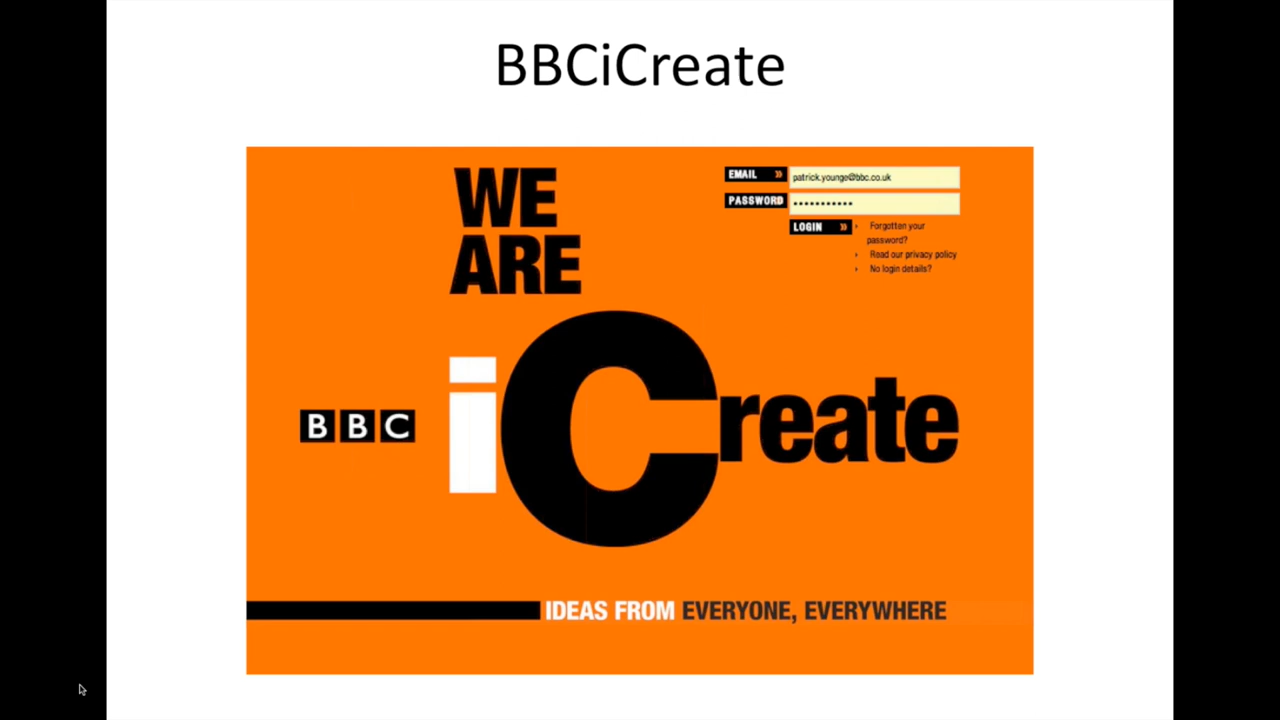 BBCiCreate
WE
ARE
EMAIL »
patrick.younge@bbc.co.uk
PASSWORD
•••••••••••
LOGIN »
› Forgotten your
password?
› Read our privacy policy
› No login details?
BBC
iCreate
IDEAS FROM EVERYONE, EVERYWHERE